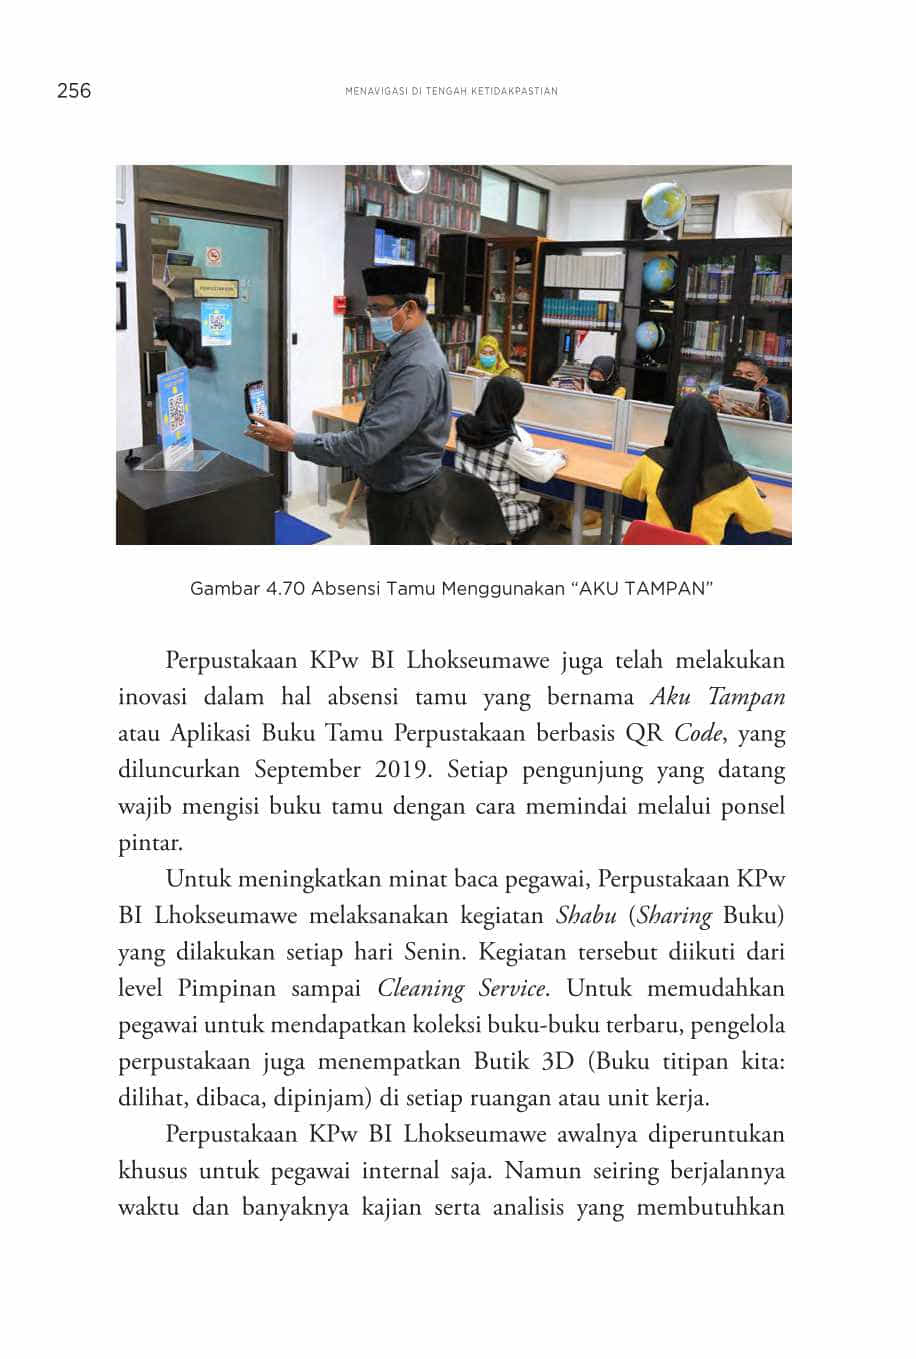 256
MENAVIGASI DI TENGAH KETIDAKPASTIAN
PERPUSTAKAAN
Gambar 4.70 Absensi Tamu Menggunakan “AKU TAMPAN”
Perpustakaan KPw BI Lhokseumawe juga telah melakukan
inovasi dalam hal absensi tamu yang bernama Aku Tampan
atau Aplikasi Buku Tamu Perpustakaan berbasis QR Code, yang
diluncurkan September 2019. Setiap pengunjung yang datang
wajib mengisi buku tamu dengan cara memindai melalui ponsel
pintar.
Untuk meningkatkan minat baca pegawai, Perpustakaan KPw
BI Lhokseumawe melaksanakan kegiatan Shabu (Sharing Buku)
yang dilakukan setiap hari Senin. Kegiatan tersebut diikuti dari
level Pimpinan sampai Cleaning Service. Untuk memudahkan
pegawai untuk mendapatkan koleksi buku-buku terbaru, pengelola
perpustakaan juga menempatkan Butik 3D (Buku titipan kita:
dilihat, dibaca, dipinjam) di setiap ruangan atau unit kerja.
Perpustakaan KPw BI Lhokseumawe awalnya diperuntukan
khusus untuk pegawai internal saja. Namun seiring berjalannya
waktu dan banyaknya kajian serta analisis yang membutuhkan